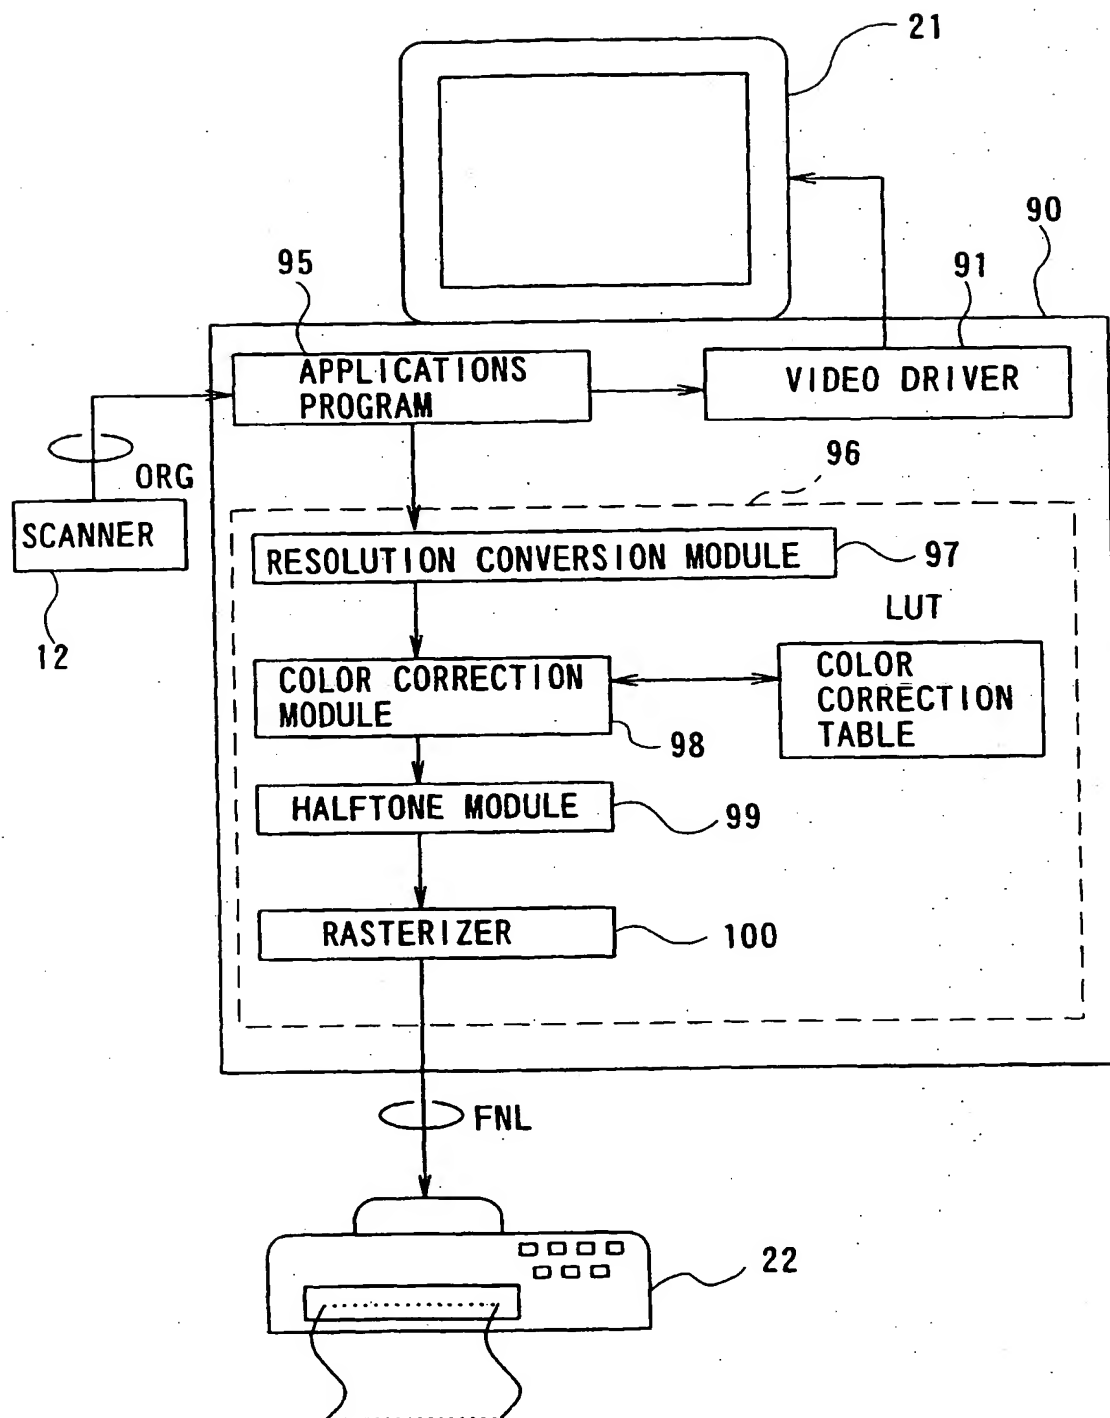 21
90
95
91
APPLICATIONS
PROGRAM
VIDEO DRIVER
ORG
96
SCANNER
RESOLUTION CONVERSION MODULE
97
12
LUT
COLOR CORRECTION
MODULE
98
COLOR
CORRECTION
TABLE
HALFTONE MODULE
99
RASTERIZER
100
FNL
22